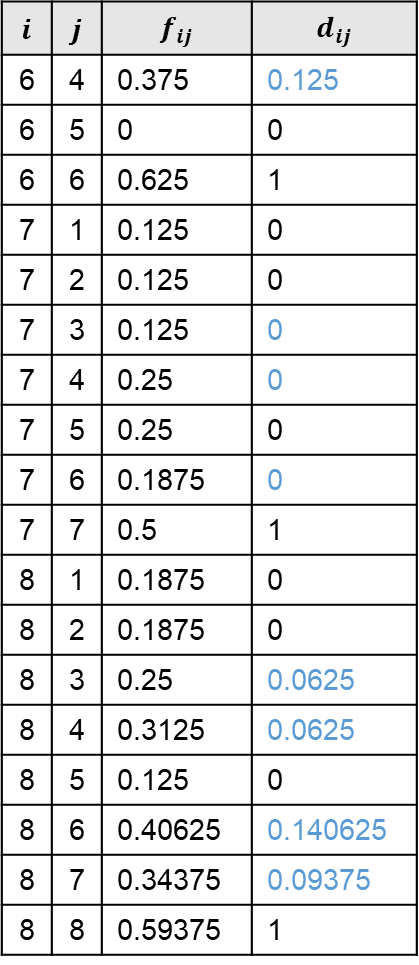 i j f_ij d_ij
6 4 0.375 0.125
6 5 0 0
6 6 0.625 1
7 1 0.125 0
7 2 0.125 0
7 3 0.125 0
7 4 0.25 0
7 5 0.25 0
7 6 0.1875 0
7 7 0.5 1
8 1 0.1875 0
8 2 0.1875 0
8 3 0.25 0.0625
8 4 0.3125 0.0625
8 5 0.125 0
8 6 0.40625 0.140625
8 7 0.34375 0.09375
8 8 0.59375 1